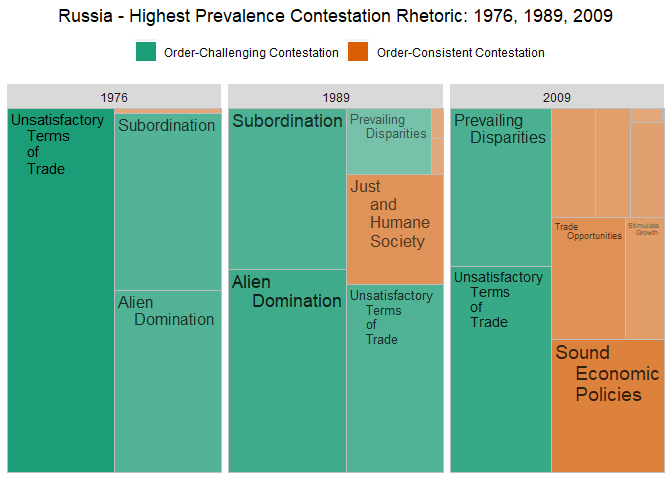 Russia - Highest Prevalence Contestation Rhetoric: 1976, 1989, 2009
Order-Challenging Contestation
Order-Consistent Contestation
1976
1989
2009
Unsatisfactory
Terms
of
Trade
Subordination
Alien
Domination
Subordination
Alien
Domination
Prevailing
Disparities
Just
and
Humane
Society
Unsatisfactory
Terms
of
Trade
Prevailing
Disparities
Unsatisfactory
Terms
of
Trade
Trade
Opportunities
Stimulate
Growth
Sound
Economic
Policies